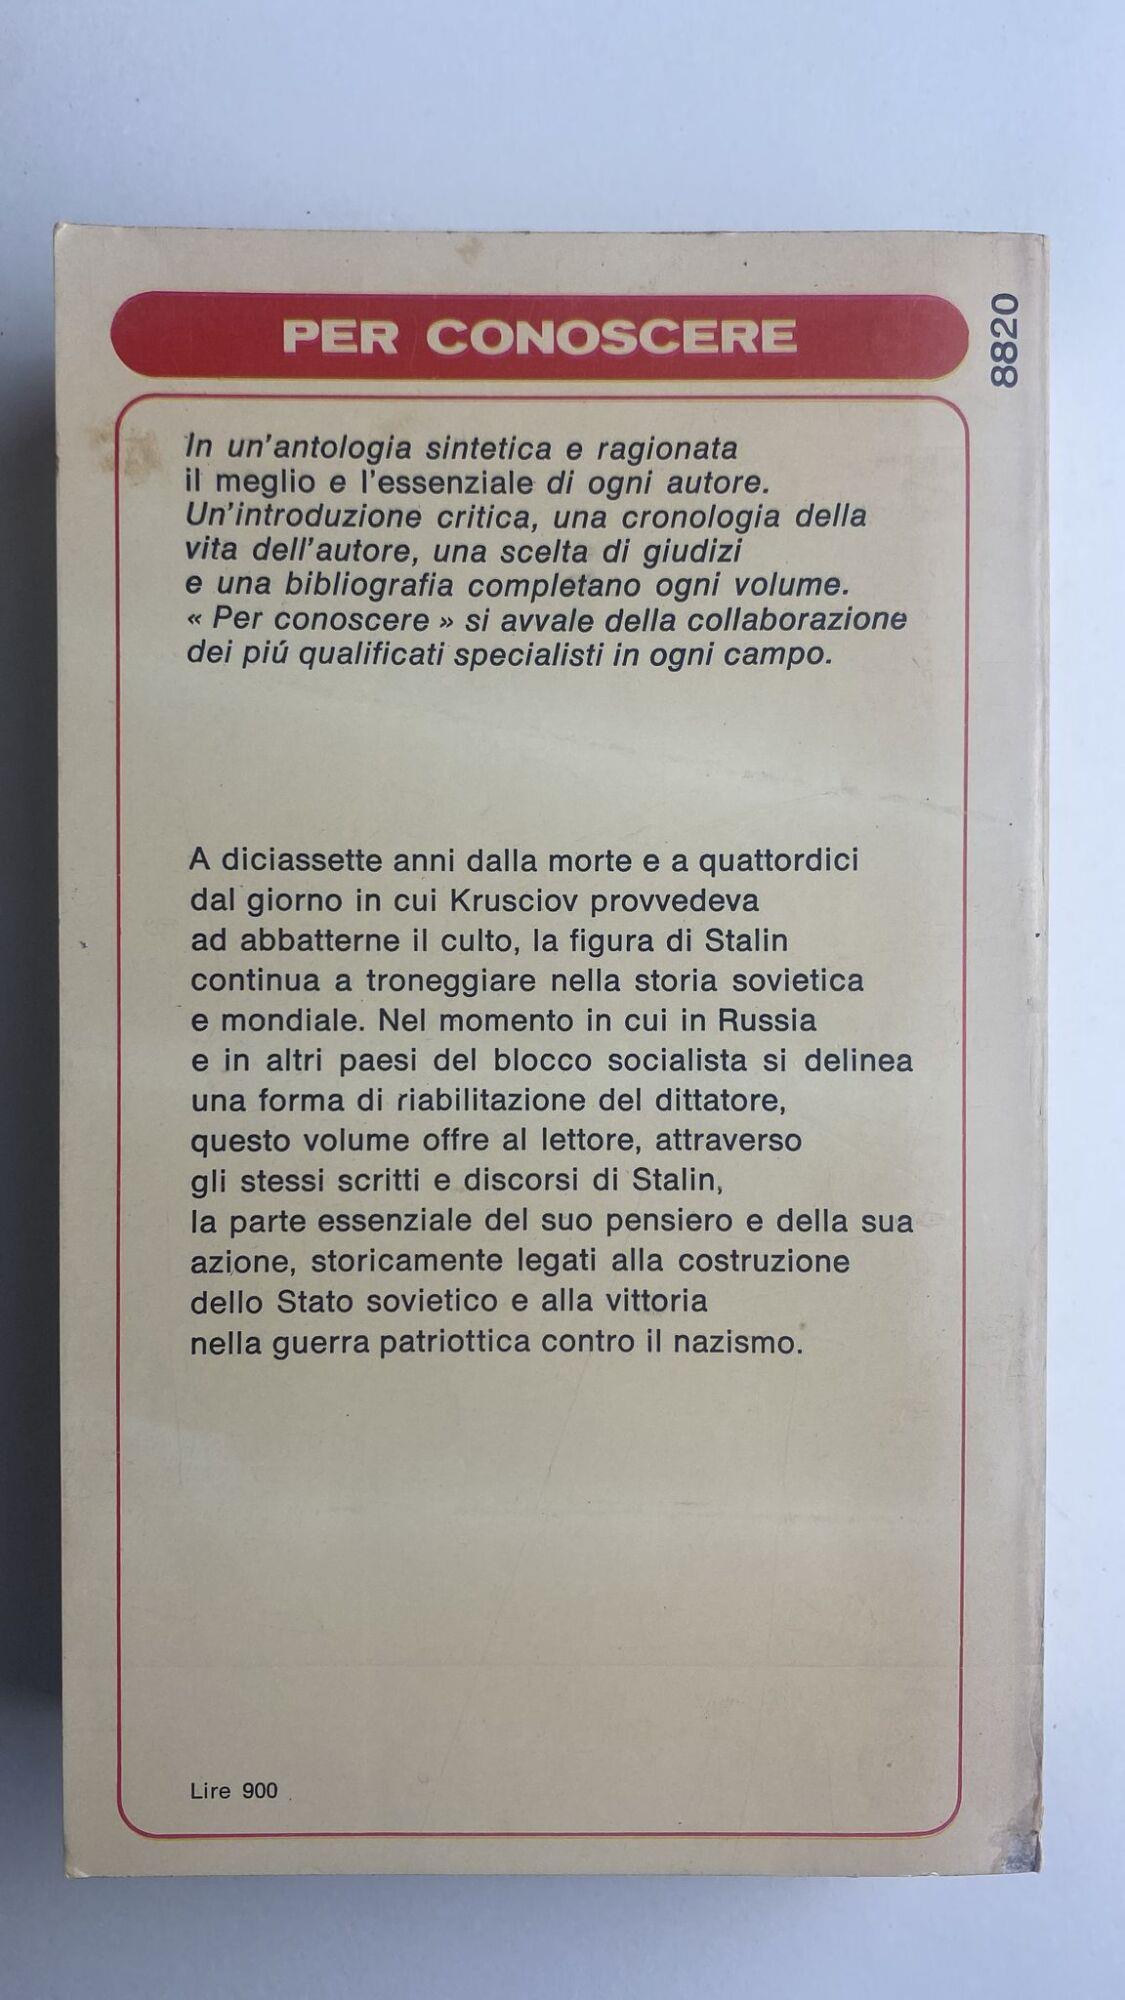 PER CONOSCERE
8820
In un'antologia sintetica e ragionata
il meglio e l'essenziale di ogni autore.
Un'introduzione critica, una cronologia della
vita dell'autore, una scelta di giudizi
e una bibliografia completano ogni volume.
« Per conoscere » si avvale della collaborazione
dei piú qualificati specialisti in ogni campo.
A diciassette anni dalla morte e a quattordici
dal giorno in cui Krusciov provvedeva
ad abbatterne il culto, la figura di Stalin
continua a troneggiare nella storia sovietica
e mondiale. Nel momento in cui in Russia
e in altri paesi del blocco socialista si delinea
una forma di riabilitazione del dittatore,
questo volume offre al lettore, attraverso
gli stessi scritti e discorsi di Stalin,
la parte essenziale del suo pensiero e della sua
azione, storicamente legati alla costruzione
dello Stato sovietico e alla vittoria
nella guerra patriottica contro il nazismo.
Lire 900